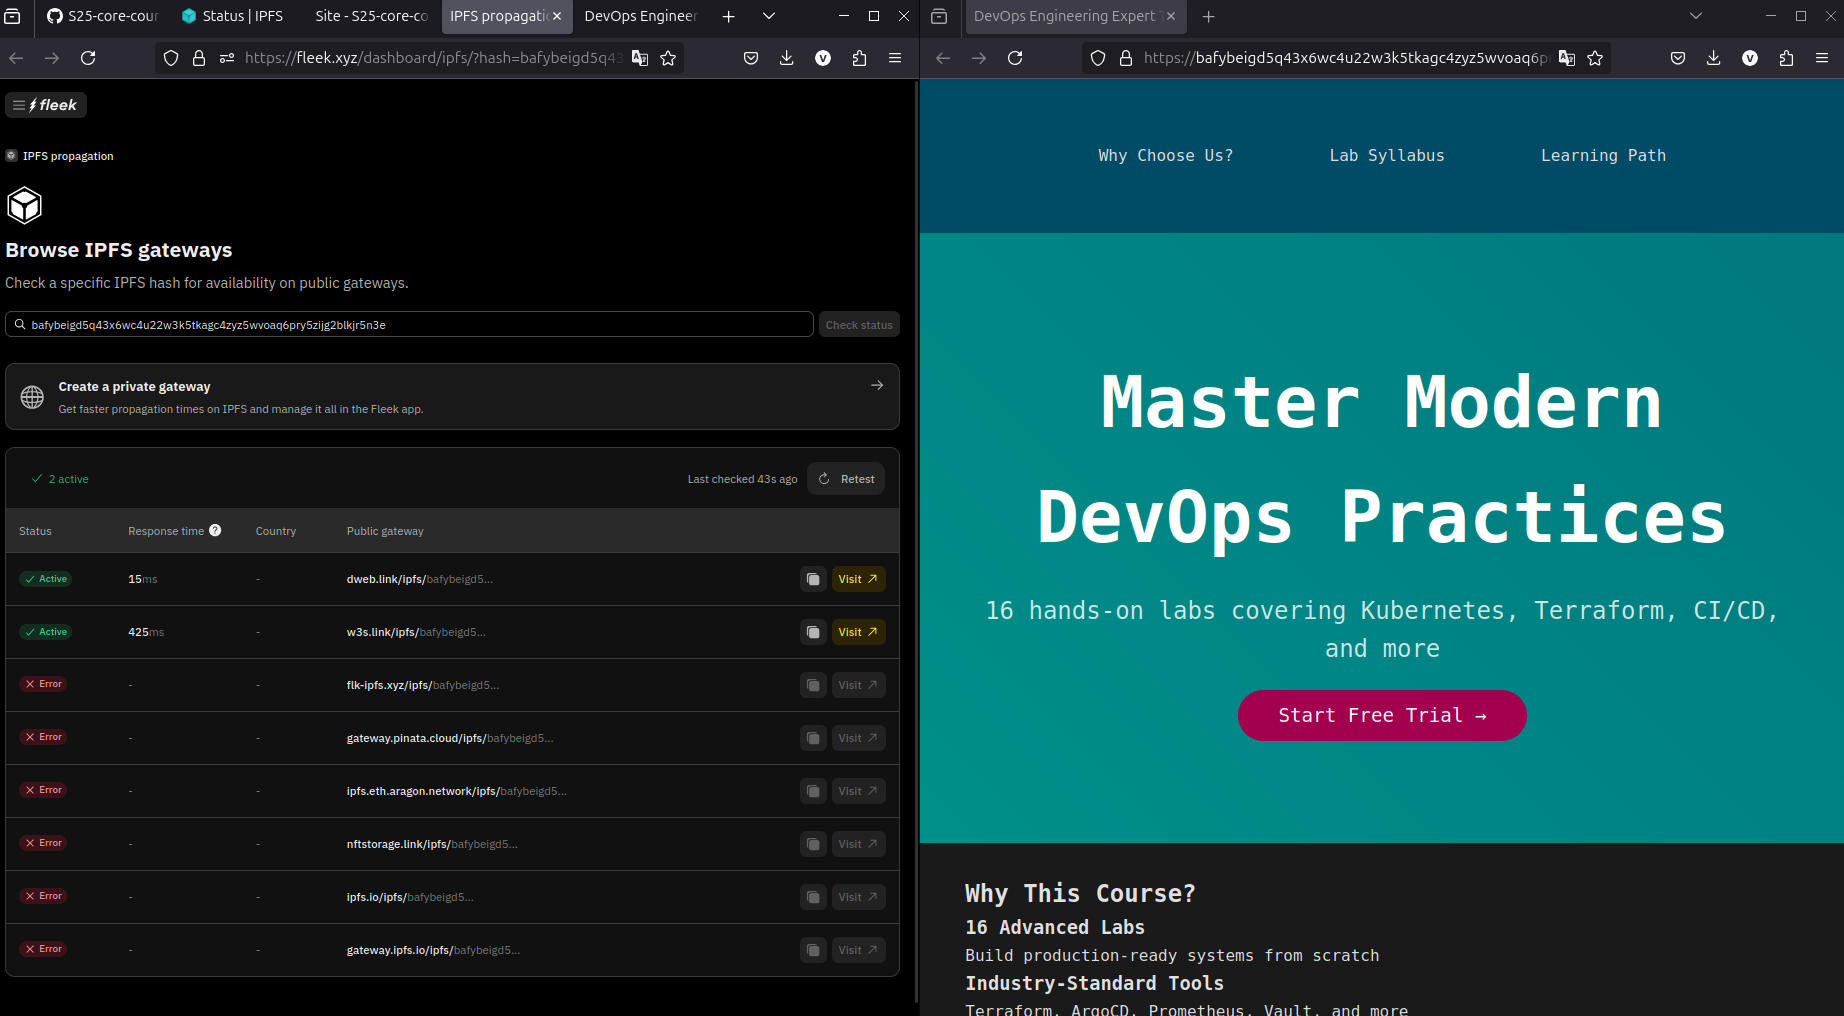 S25-core-cour
Status | IPFS
Site - S25-core-co
IPFS propagatio
DevOps Engineer
https://fleek.xyz/dashboard/ipfs/?hash=bafybeigd5q43
fleek
IPFS propagation
Browse IPFS gateways
Check a specific IPFS hash for availability on public gateways.
bafybeigd5q43x6wc4u22w3k5tkagc4zyz5wvoaq6pry5zijg2blkjr5n3e
Check status
Create a private gateway
Get faster propagation times on IPFS and manage it all in the Fleek app.
2 active
Last checked 43s ago
Retest
Status Response time ? Country Public gateway
Active 15ms - dweb.link/ipfs/bafybeigd5... Visit
Active 425ms - w3s.link/ipfs/bafybeigd5... Visit
Error - - flk-ipfs.xyz/ipfs/bafybeigd5... Visit
Error - - gateway.pinata.cloud/ipfs/bafybeigd5... Visit
Error - - ipfs.eth.aragon.network/ipfs/bafybeigd5... Visit
Error - - nftstorage.link/ipfs/bafybeigd5... Visit
Error - - ipfs.io/ipfs/bafybeigd5... Visit
Error - - gateway.ipfs.io/ipfs/bafybeigd5... Visit
DevOps Engineering Expert
https://bafybeigd5q43x6wc4u22w3k5tkagc4zyz5wvoaq6pr
Why Choose Us?
Lab Syllabus
Learning Path
Master Modern
DevOps Practices
16 hands-on labs covering Kubernetes, Terraform, CI/CD,
and more
Start Free Trial →
Why This Course?
16 Advanced Labs
Build production-ready systems from scratch
Industry-Standard Tools
Terraform, ArgoCD, Prometheus, Vault, and more